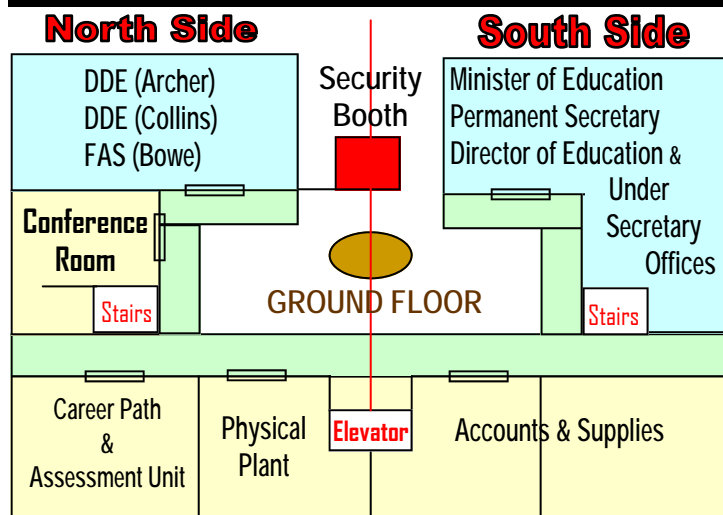 North Side
South Side
DDE (Archer)
DDE (Collins)
FAS (Bowe)
Security
Booth
Minister of Education
Permanent Secretary
Director of Education &
Under
Secretary
Offices
Conference
Room
Stairs
GROUND FLOOR
Stairs
Career Path
&
Assessment Unit
Physical
Plant
Elevator
Accounts & Supplies